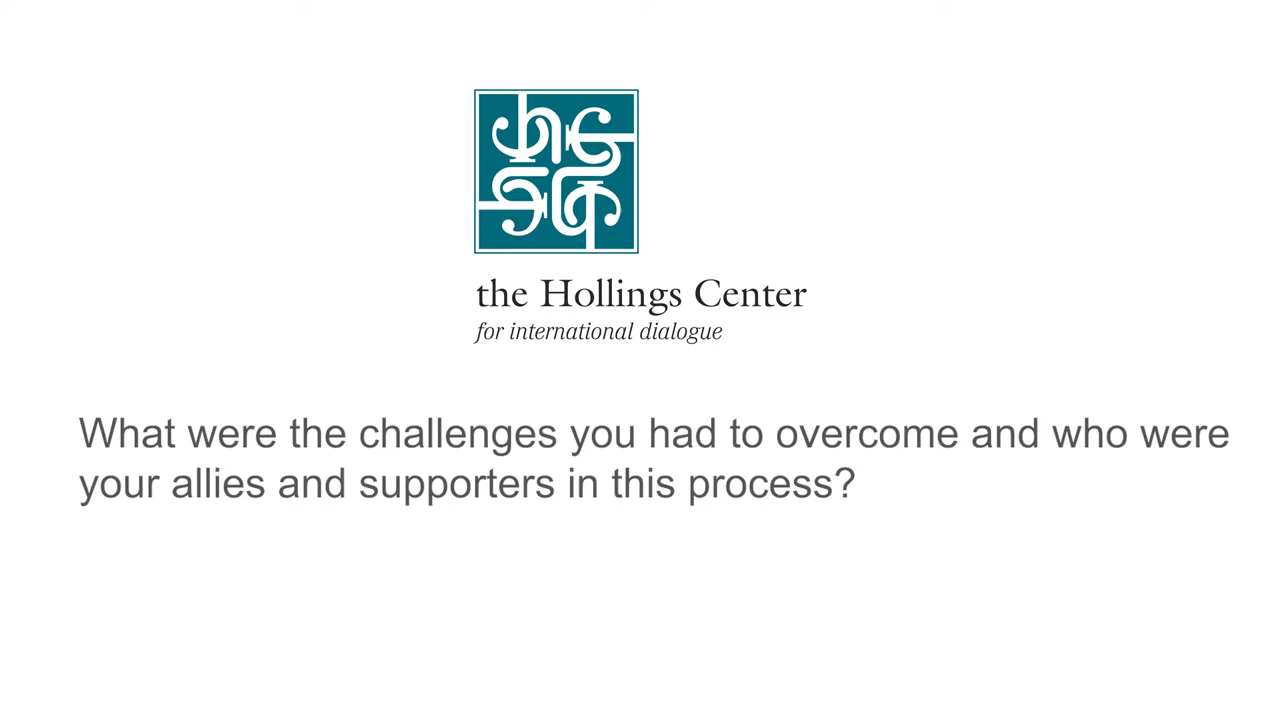 the Hollings Center
for international dialogue
What were the challenges you had to overcome and who were
your allies and supporters in this process?